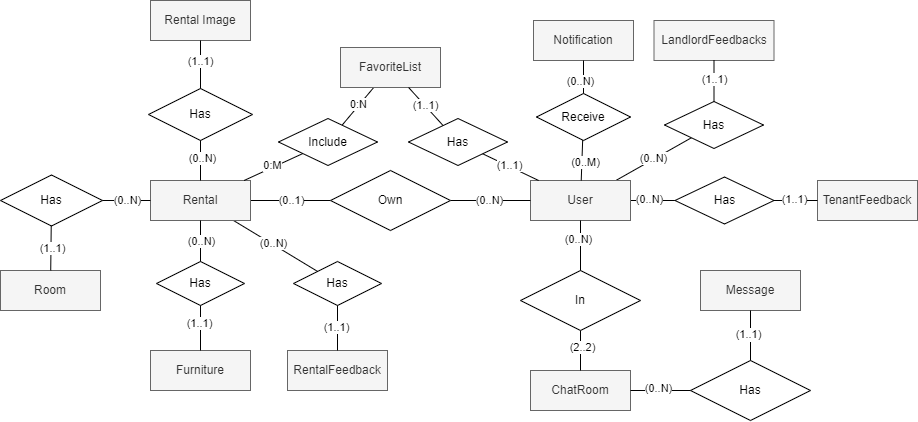 Rental Image
Notification
LandlordFeedbacks
FavoriteList
(1..1)
(0..N)
(1..1)
0:N
(1..1)
Has
Receive
Has
Include
Has
(0..N)
0:M
(1..1)
(0..M)
(0..N)
Has
(0..N)
Rental
(0..1)
Own
(0..N)
User
(0..N)
Has
(1..1)
TenantFeedback
(1..1)
(0..N)
(0..N)
(0..N)
Room
Has
Has
In
Message
(1..1)
(1..1)
(2..2)
(1..1)
Furniture
RentalFeedback
ChatRoom
(0..N)
Has